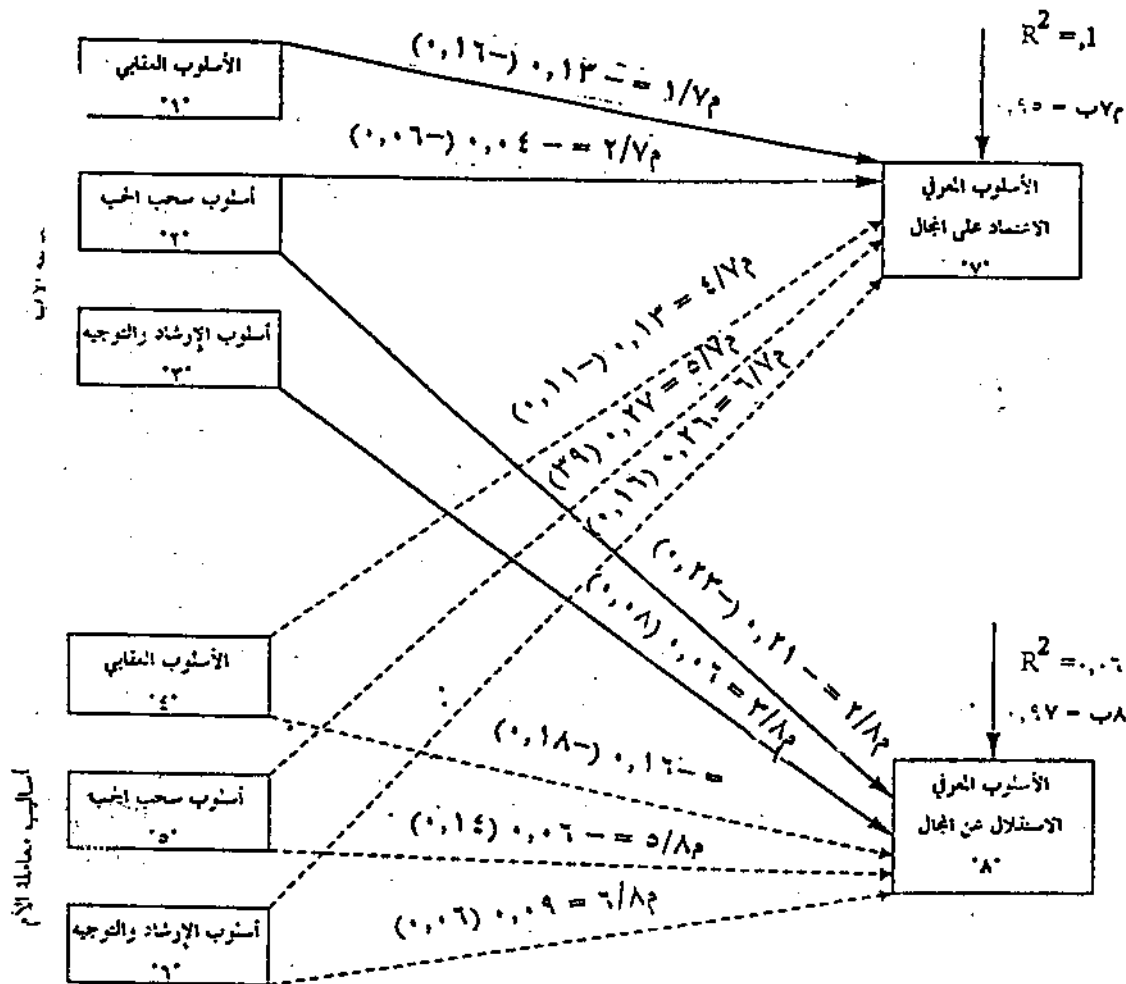 R² =,1
م٧ب – ٠,٩٥
الأسلوب العقابي
"١"
م١/٧ = – ٠,١٣ (–٠,١٦)
م٢/٧ = – ٠,٠٤ (–٠,٠٦)
أسلوب سحب الحب
"٢"
أسلوب الإرشاد والتوجيه
"٣"
الأسلوب المعرفي
الاعتماد على المجال
"٧"
م٤/٧ = ٠,١٣ (–٠,١١)
م٥/٧ = ٠,٢٧ (٣٩)
م٦/٧ = ٠,٢٦ (٠,١٦)
م٢/٨ = – ٠,٢١ (–٠,٢٣)
م٣/٨ = ٠,٠٦ (٠,٠٨)
R² =٠,٠٦
م٨ب – ٠,٩٧
أساليب معاملة الأم
الأسلوب العقابي
"٤"
أسلوب سحب الحب
"٥"
أسلوب الإرشاد والتوجيه
"٦"
= –٠,١٦ (–٠,١٨)
م٥/٨ = – ٠,٠٦ (٠,١٤)
م٦/٨ = ٠,٠٩ (٠,٠٦)
الأسلوب المعرفي
الاستقلال عن المجال
"٨"